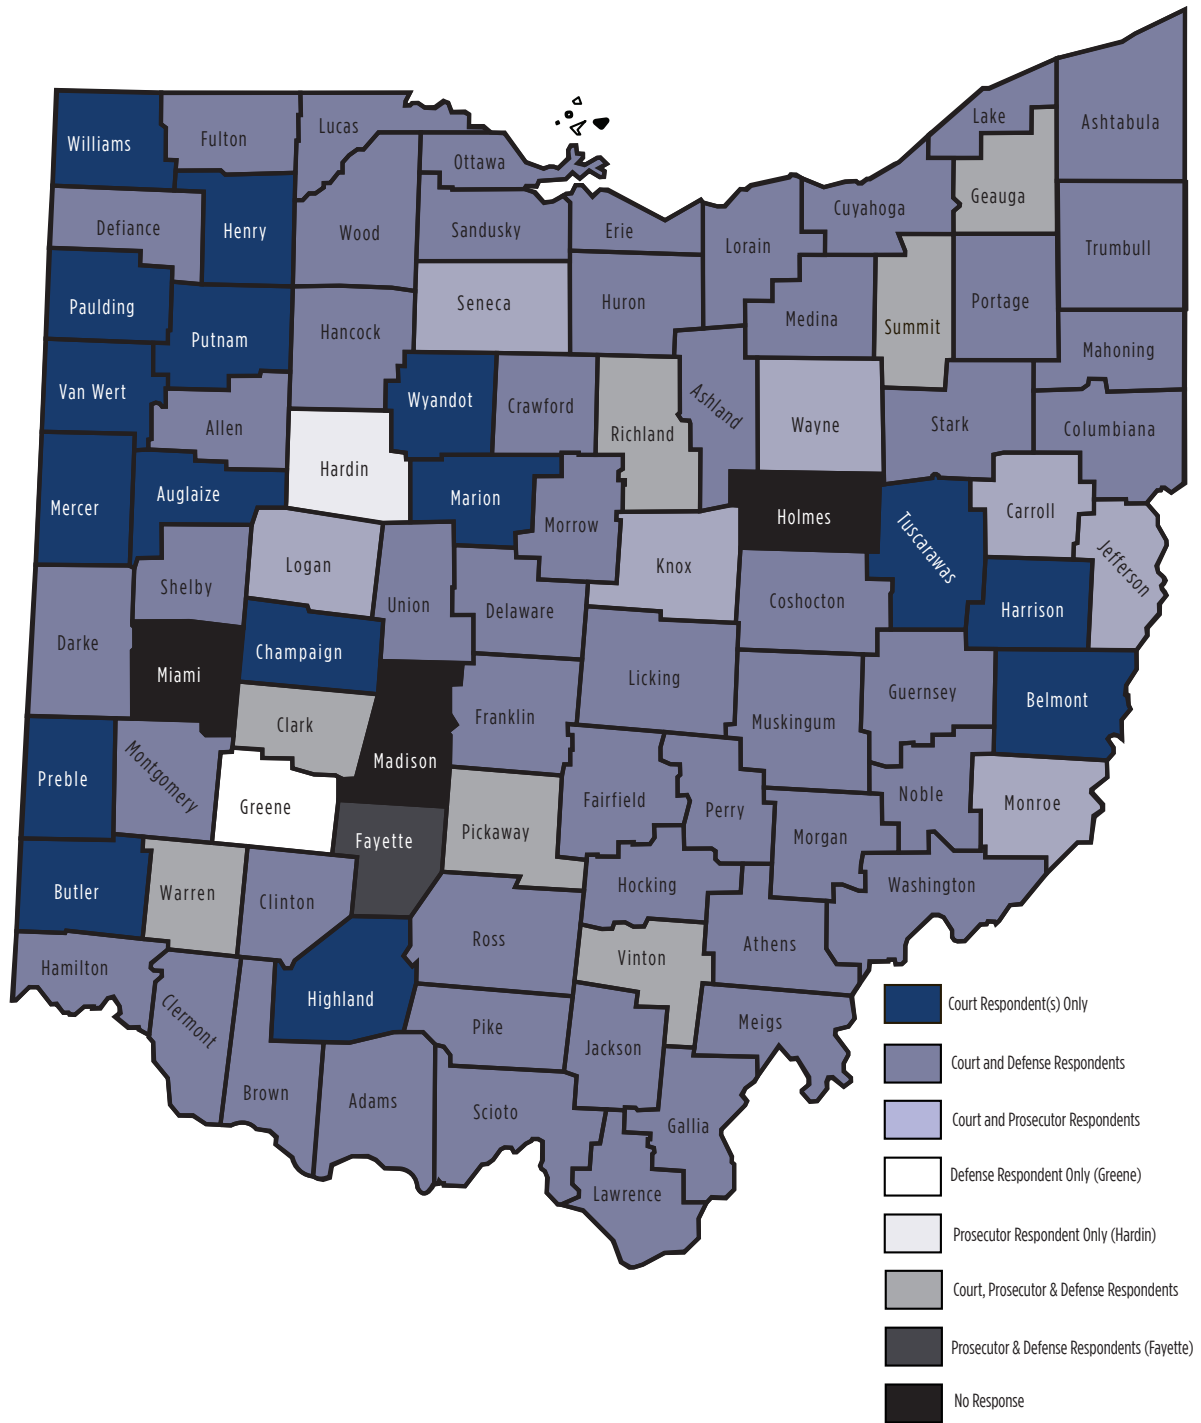 Lake
Ashtabula
Williams
Fulton
Lucas
Ottawa
Geauga
Cuyahoga
Defiance
Henry
Wood
Sandusky
Erie
Lorain
Trumbull
Paulding
Putnam
Hancock
Seneca
Huron
Medina
Summit
Portage
Mahoning
Van Wert
Allen
Wyandot
Crawford
Richland
Ashland
Wayne
Stark
Columbiana
Hardin
Mercer
Auglaize
Marion
Morrow
Holmes
Tuscarawas
Carroll
Jefferson
Shelby
Logan
Union
Delaware
Knox
Coshocton
Harrison
Darke
Miami
Champaign
Licking
Muskingum
Guernsey
Belmont
Clark
Franklin
Madison
Preble
Montgomery
Greene
Fayette
Pickaway
Fairfield
Perry
Morgan
Noble
Monroe
Butler
Warren
Clinton
Hocking
Washington
Ross
Vinton
Athens
Hamilton
Clermont
Highland
Pike
Jackson
Meigs
Brown
Adams
Scioto
Gallia
Lawrence
Court Respondent(s) Only
Court and Defense Respondents
Court and Prosecutor Respondents
Defense Respondent Only (Greene)
Prosecutor Respondent Only (Hardin)
Court, Prosecutor & Defense Respondents
Prosecutor & Defense Respondents (Fayette)
No Response